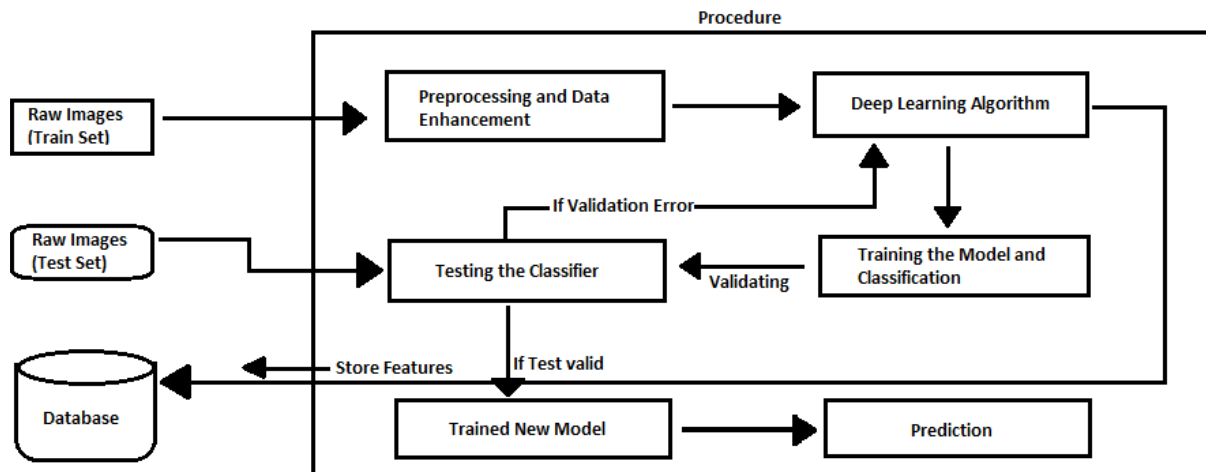 Procedure
Raw Images
(Train Set)
Preprocessing and Data
Enhancement
Deep Learning Algorithm
If Validation Error
Raw Images
(Test Set)
Testing the Classifier
Validating
Training the Model and
Classification
Store Features
If Test valid
Database
Trained New Model
Prediction